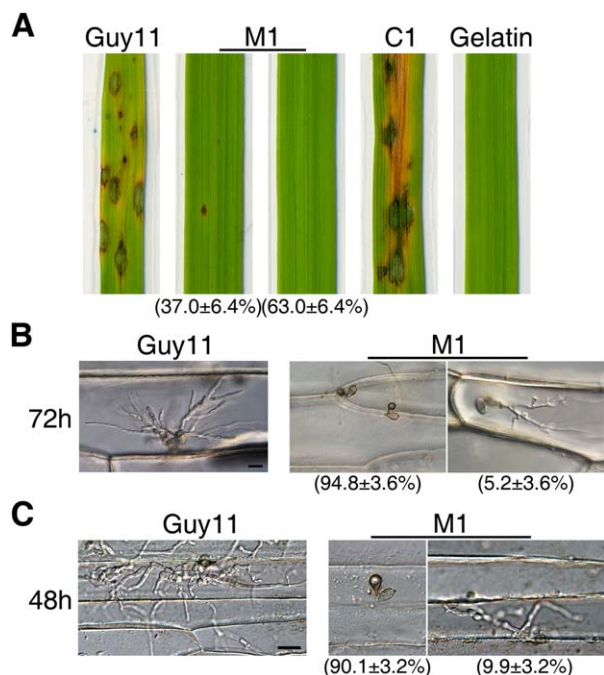 A
Guy11 M1 C1 Gelatin
(37.0±6.4%)(63.0±6.4%)
B
Guy11 M1
72h
(94.8±3.6%) (5.2±3.6%)
C
Guy11 M1
48h
(90.1±3.2%) (9.9±3.2%)